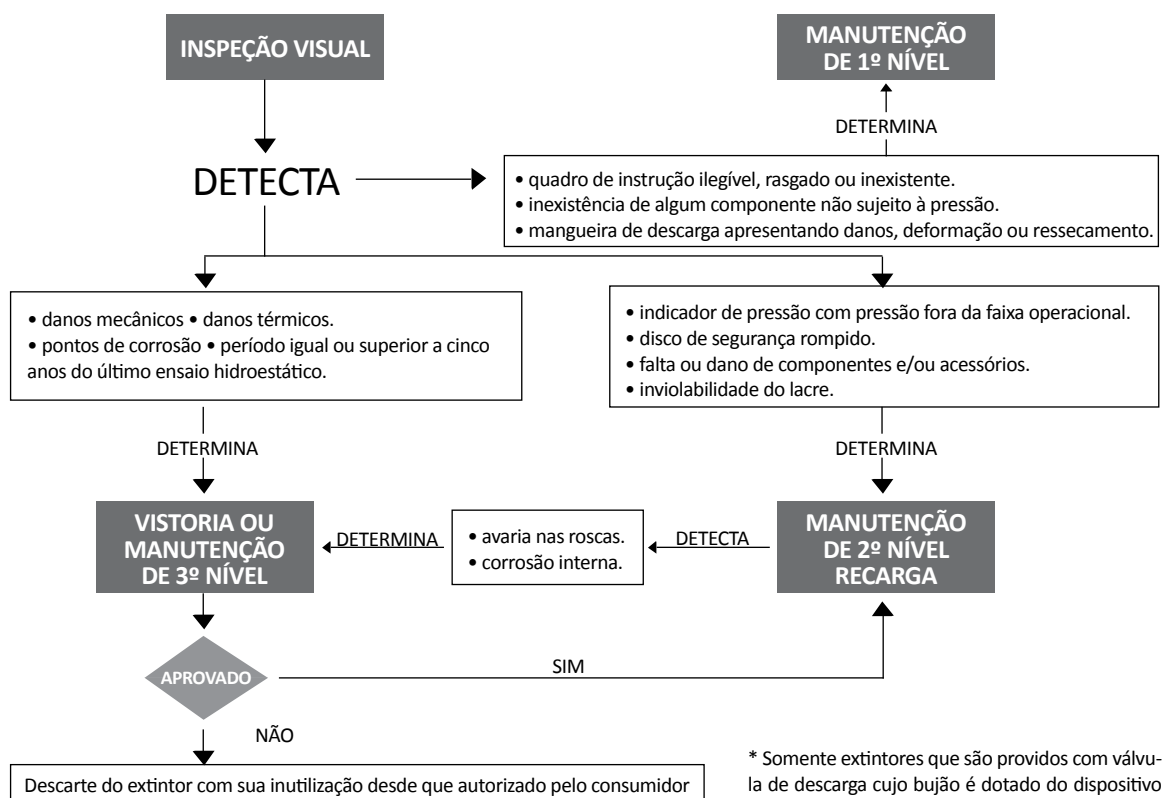 INSPEÇÃO VISUAL
MANUTENÇÃO
DE 1º NÍVEL
DETERMINA
DETECTA
• quadro de instrução ilegível, rasgado ou inexistente.
• inexistência de algum componente não sujeito à pressão.
• mangueira de descarga apresentando danos, deformação ou ressecamento.
• danos mecânicos • danos térmicos.
• pontos de corrosão • período igual ou superior a cinco
anos do último ensaio hidroestático.
• indicador de pressão com pressão fora da faixa operacional.
• disco de segurança rompido.
• falta ou dano de componentes e/ou acessórios.
• inviolabilidade do lacre.
DETERMINA
DETERMINA
VISTORIA OU
MANUTENÇÃO
DE 3º NÍVEL
DETERMINA
• avaria nas roscas.
• corrosão interna.
DETECTA
MANUTENÇÃO
DE 2º NÍVEL
RECARGA
APROVADO
SIM
NÃO
Descarte do extintor com sua inutilização desde que autorizado pelo consumidor
* Somente extintores que são providos com válvu-
la de descarga cujo bujão é dotado do dispositivo